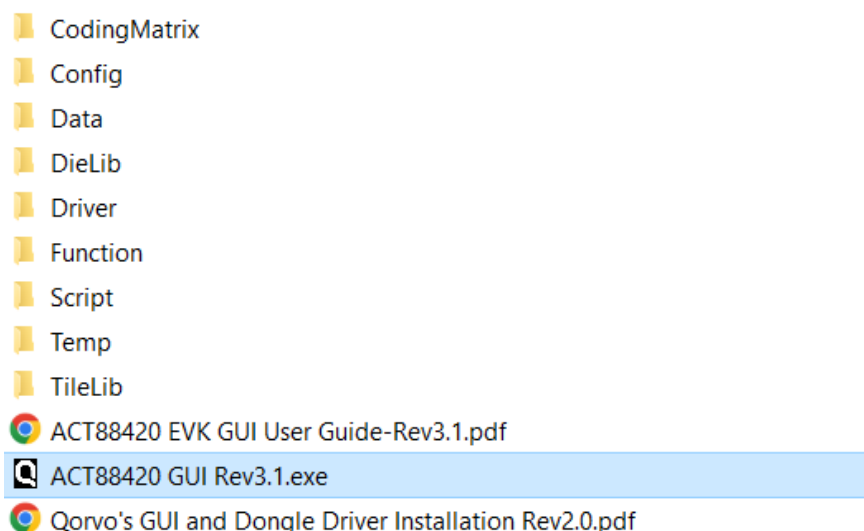 CodingMatrix
Config
Data
DieLib
Driver
Function
Script
Temp
TileLib
ACT88420 EVK GUI User Guide-Rev3.1.pdf
ACT88420 GUI Rev3.1.exe
Qorvo's GUI and Dongle Driver Installation Rev2.0.pdf